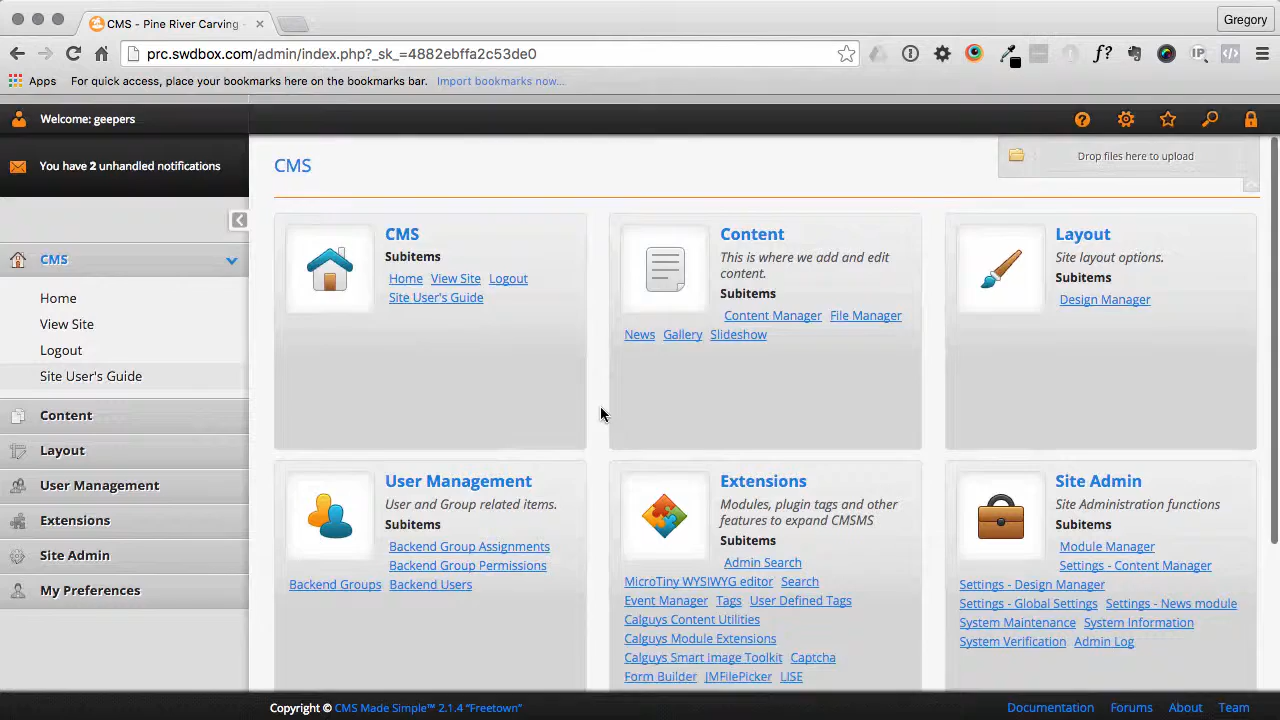 CMS - Pine River Carving
Gregory
prc.swdbox.com/admin/index.php?_sk_=4882ebffa2c53de0
f?
IP
Apps For quick access, place your bookmarks here on the bookmarks bar. Import bookmarks now...
Welcome: geepers
You have 2 unhandled notifications
CMS
Home
View Site
Logout
Site User's Guide
Content
Layout
User Management
Extensions
Site Admin
My Preferences
CMS
Drop files here to upload
CMS
Subitems
Home View Site Logout
Site User's Guide
Content
This is where we add and edit
content.
Subitems
Content Manager File Manager
News Gallery Slideshow
Layout
Site layout options.
Subitems
Design Manager
User Management
User and Group related items.
Subitems
Backend Group Assignments
Backend Group Permissions
Backend Groups Backend Users
Extensions
Modules, plugin tags and other
features to expand CMSMS
Subitems
Admin Search
MicroTiny WYSIWYG editor Search
Event Manager Tags User Defined Tags
Calguys Content Utilities
Calguys Module Extensions
Calguys Smart Image Toolkit Captcha
Form Builder JMFilePicker LISE
Site Admin
Site Administration functions
Subitems
Module Manager
Settings - Content Manager
Settings - Design Manager
Settings - Global Settings Settings - News module
System Maintenance System Information
System Verification Admin Log
Copyright © CMS Made Simple™ 2.1.4 “Freetown”
Documentation Forums About Team